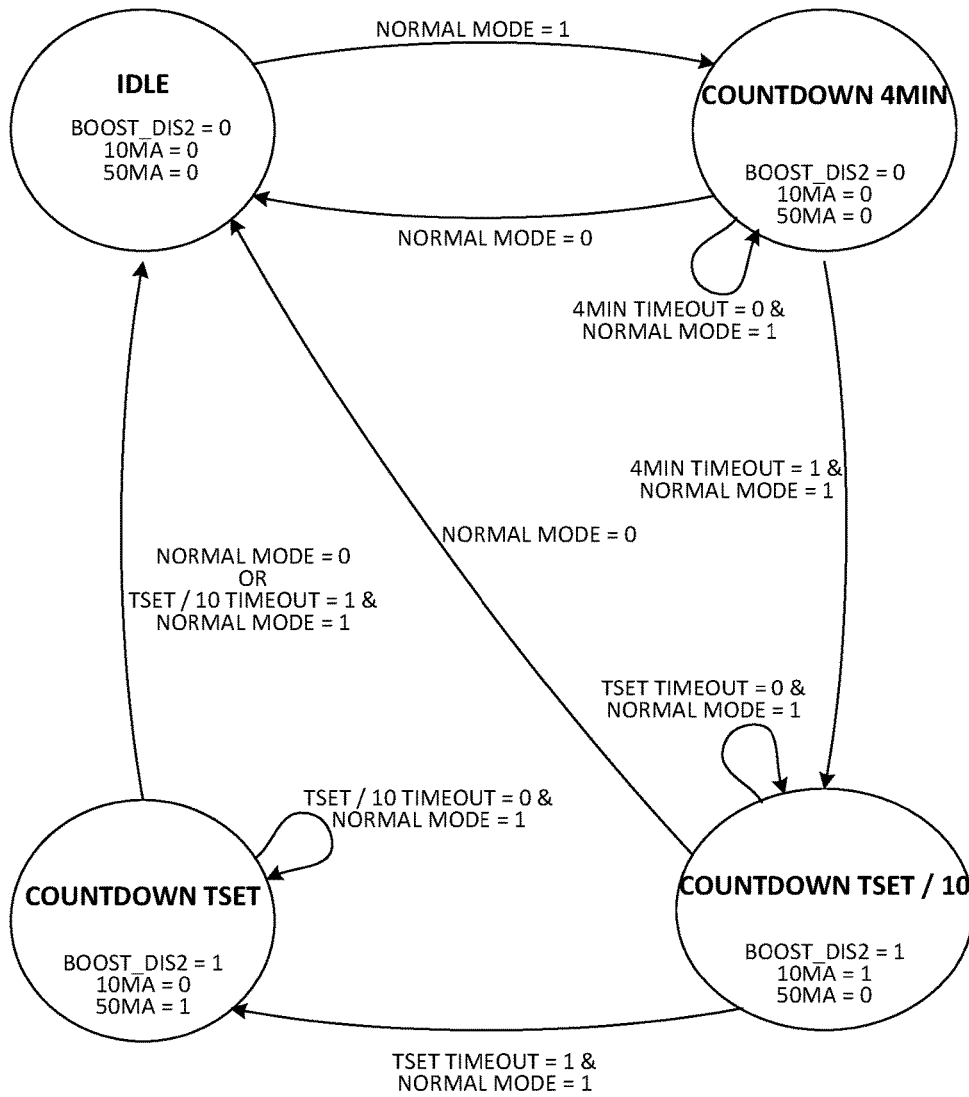 NORMAL MODE = 1
IDLE
BOOST_DIS2 = 0
10MA = 0
50MA = 0
COUNTDOWN 4MIN
BOOST_DIS2 = 0
10MA = 0
50MA = 0
NORMAL MODE = 0
4MIN TIMEOUT = 0 &
NORMAL MODE = 1
4MIN TIMEOUT = 1 &
NORMAL MODE = 1
NORMAL MODE = 0
NORMAL MODE = 0
OR
TSET / 10 TIMEOUT = 1 &
NORMAL MODE = 1
TSET TIMEOUT = 0 &
NORMAL MODE = 1
TSET / 10 TIMEOUT = 0 &
NORMAL MODE = 1
COUNTDOWN TSET
BOOST_DIS2 = 1
10MA = 0
50MA = 1
COUNTDOWN TSET / 10
BOOST_DIS2 = 1
10MA = 1
50MA = 0
TSET TIMEOUT = 1 &
NORMAL MODE = 1